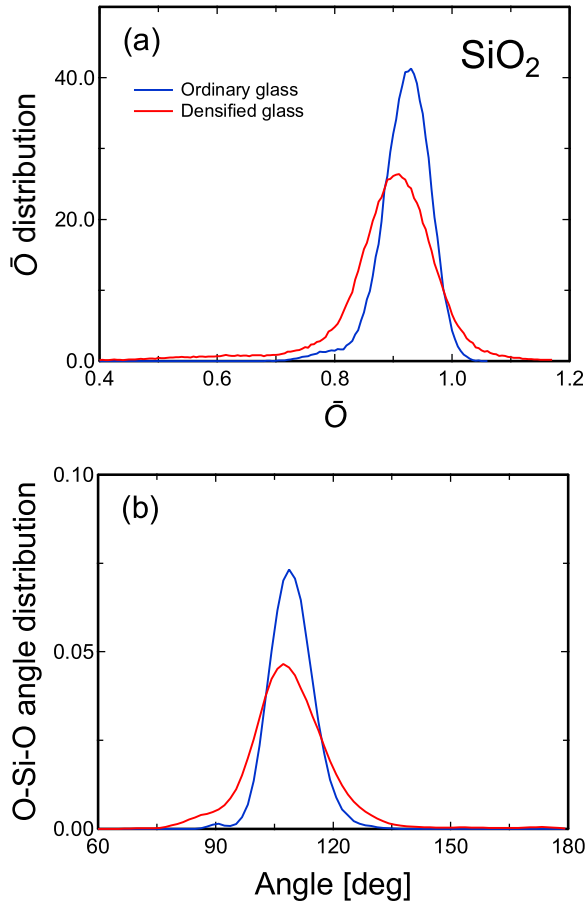 (a)
SiO₂
Ordinary glass
Densified glass
Ō distribution
40.0
20.0
0.0
0.4 0.6 0.8 1.0 1.2
Ō
(b)
O-Si-O angle distribution
0.10
0.05
0.00
60 90 120 150 180
Angle [deg]